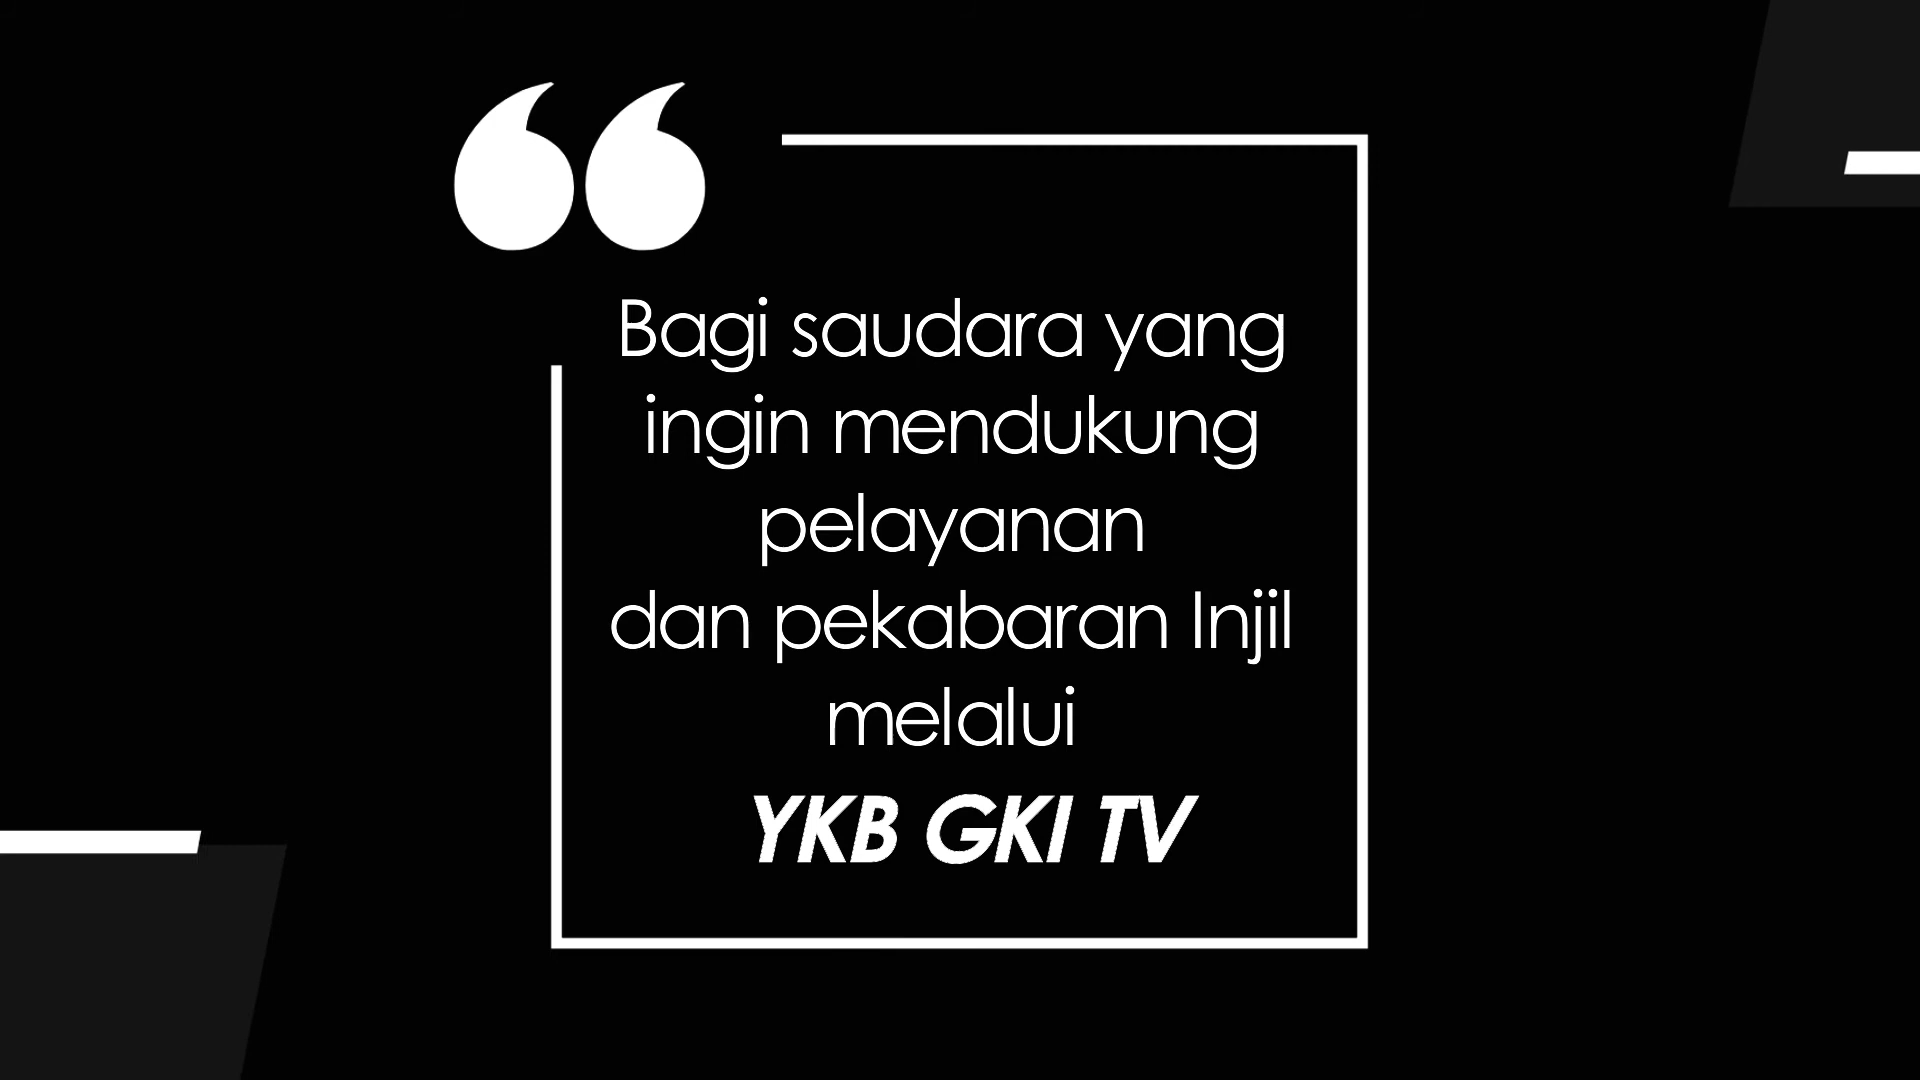 Bagi saudara yang
ingin mendukung
pelayanan
dan pekabaran Injil
melalui
YKB GKI TV